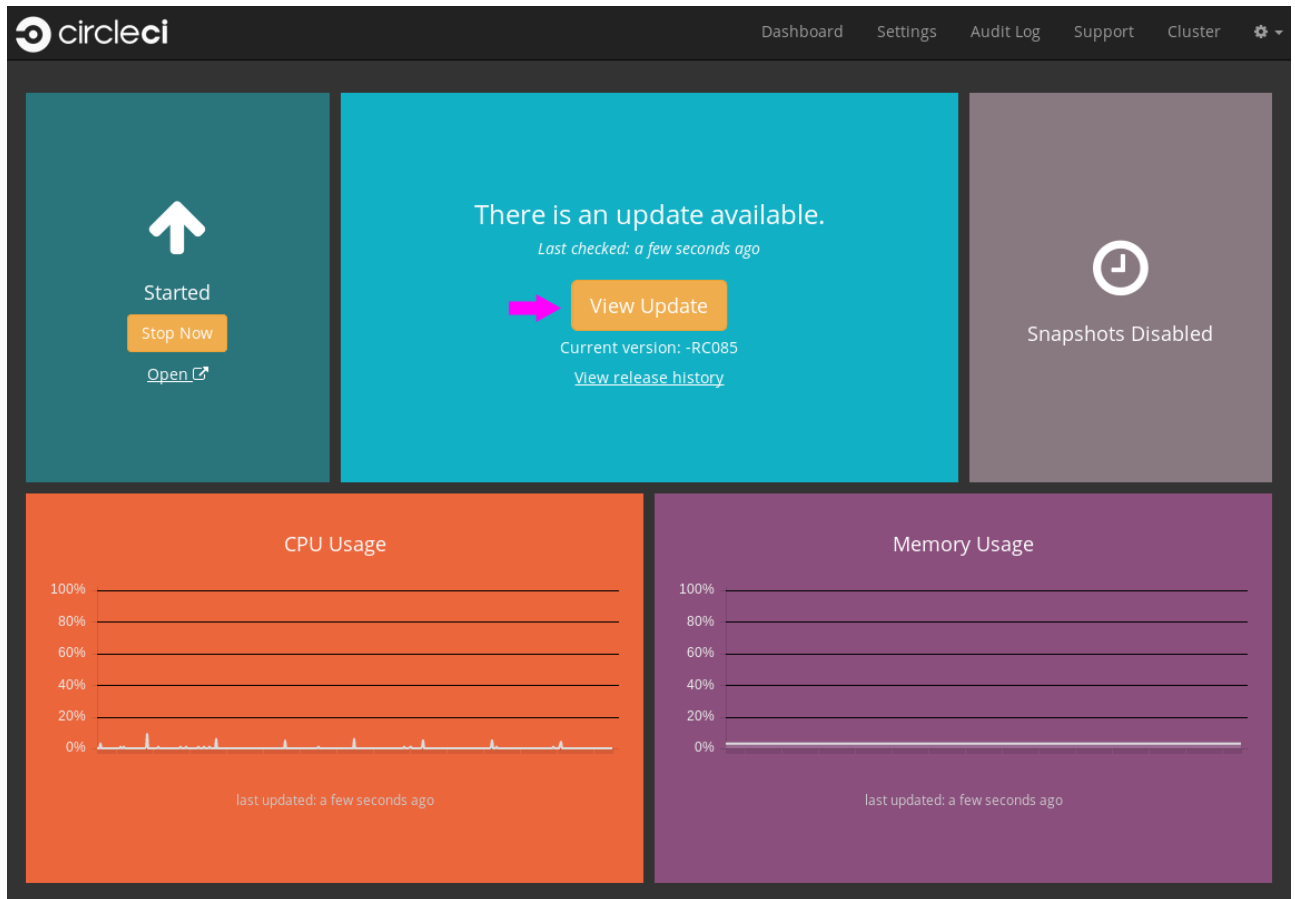 circleci
Dashboard Settings Audit Log Support Cluster
Started
Stop Now
Open
There is an update available.
Last checked: a few seconds ago
View Update
Current version: -RC085
View release history
Snapshots Disabled
CPU Usage
100%
80%
60%
40%
20%
0%
last updated: a few seconds ago
Memory Usage
100%
80%
60%
40%
20%
0%
last updated: a few seconds ago